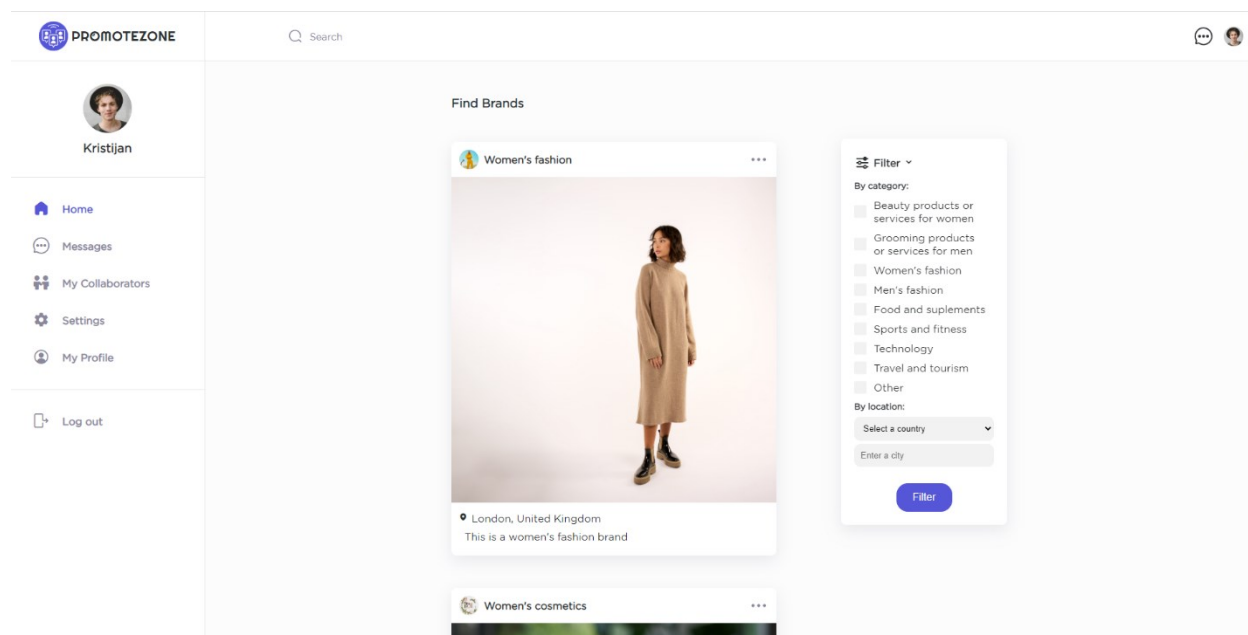 PROMOTEZONE
Search
Kristijan
Home
Messages
My Collaborators
Settings
My Profile
Log out
Find Brands
Women's fashion
London, United Kingdom
This is a women's fashion brand
Women's cosmetics
Filter
By category:
Beauty products or
services for women
Grooming products
or services for men
Women's fashion
Men's fashion
Food and suplements
Sports and fitness
Technology
Travel and tourism
Other
By location:
Select a country
Enter a city
Filter